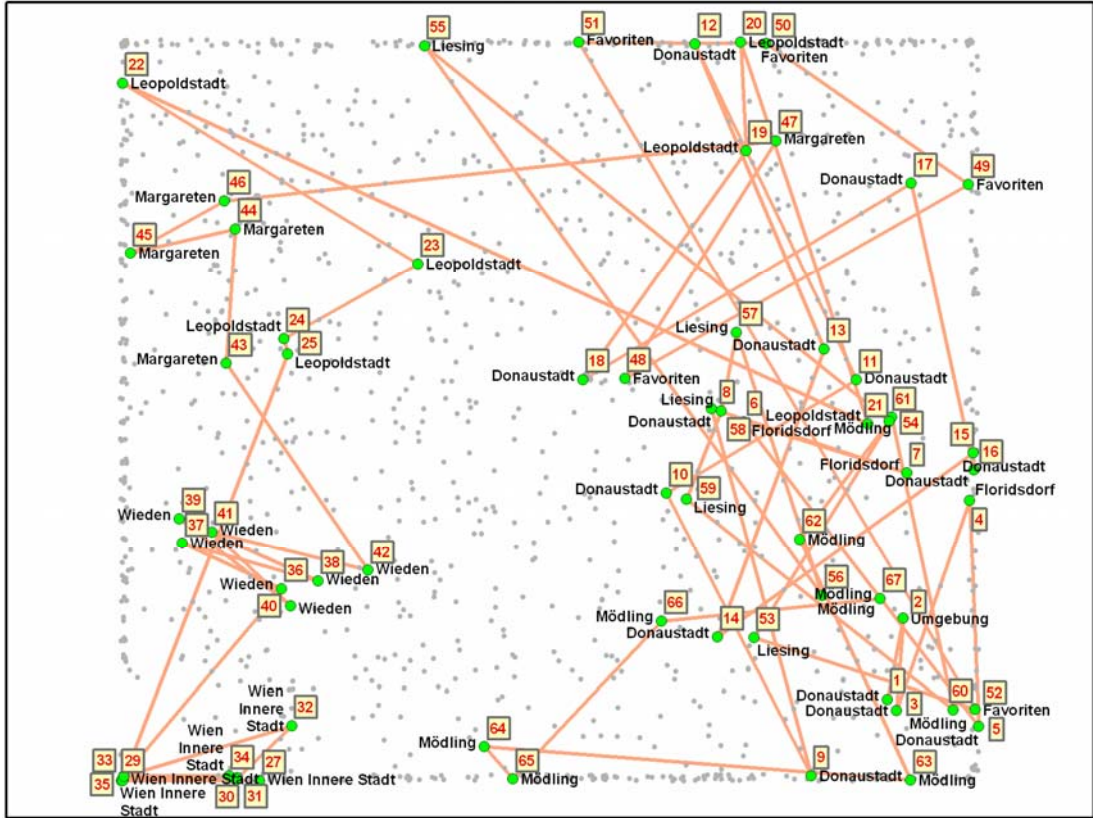 55
51
12
20
50
Liesing
Favoriten
Leopoldstadt
Donaustadt
Favoriten
22
Leopoldstadt
19
47
Leopoldstadt
Margareten
17
49
Donaustadt
Favoriten
46
Margareten
44
Margareten
45
Margareten
23
Leopoldstadt
24
Leopoldstadt
25
Leopoldstadt
43
Margareten
57
Liesing
13
Donaustadt
18
48
11
Donaustadt
Favoriten
Donaustadt
8
6
Liesing
Donaustadt
58
Floridsdorf
Leopoldstadt
21
61
Mödling
54
15
16
Donaustadt
Floridsdorf
7
Donaustadt
10
59
Donaustadt
Liesing
Floridsdorf
4
39
41
Wieden
37
Wieden
Wieden
62
Mödling
36
38
42
Wieden
Wieden
Wieden
40
Wieden
56
67
2
Mödling
Mödling
Umgebung
66
Mödling
14
53
Donaustadt
Liesing
1
60
52
Donaustadt
Donaustadt
3
Favoriten
Mödling
5
Donaustadt
Wien
Innere
Stadt
32
Wien
Innere
Stadt
64
Mödling
33
29
34
27
65
9
63
35
Wien Innere Stadt
Wien Innere Stadt
Mödling
Donaustadt
Mödling
Wien Innere
Stadt
30
31